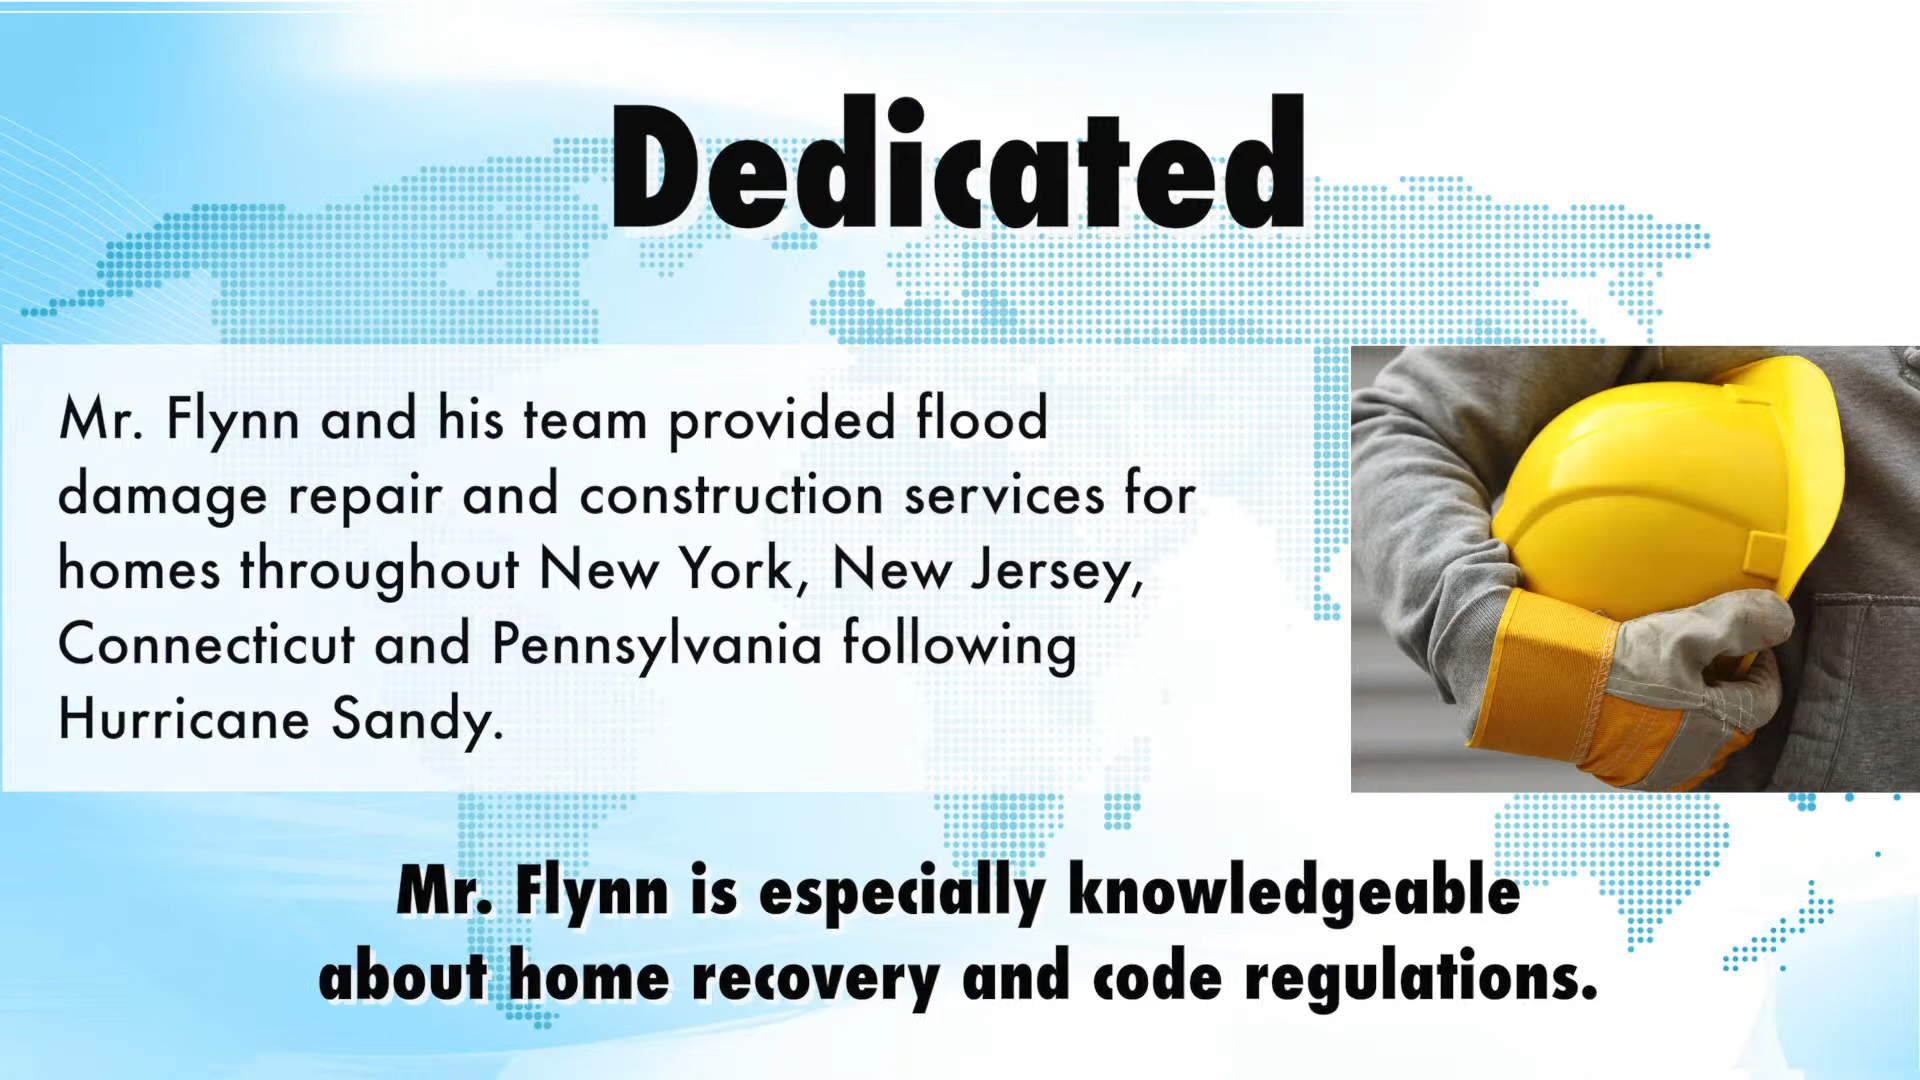 Dedicated
Mr. Flynn and his team provided flood
damage repair and construction services for
homes throughout New York, New Jersey,
Connecticut and Pennsylvania following
Hurricane Sandy.
Mr. Flynn is especially knowledgeable
about home recovery and code regulations.